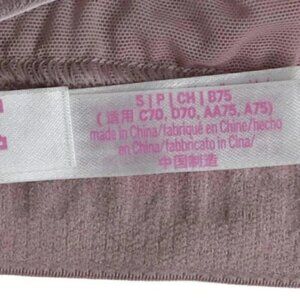 S | P | CH | B75
( 适用 C70, D70, AA75, A75)
made in China/fabriqué en Chine/hecho
en China/fabbricato in Cina/
中国制造